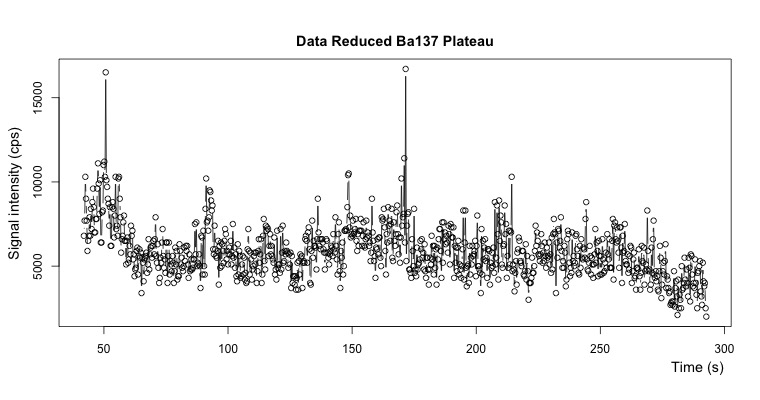 Data Reduced Ba137 Plateau
Signal intensity (cps)
15000
10000
5000
50 100 150 200 250 300
Time (s)